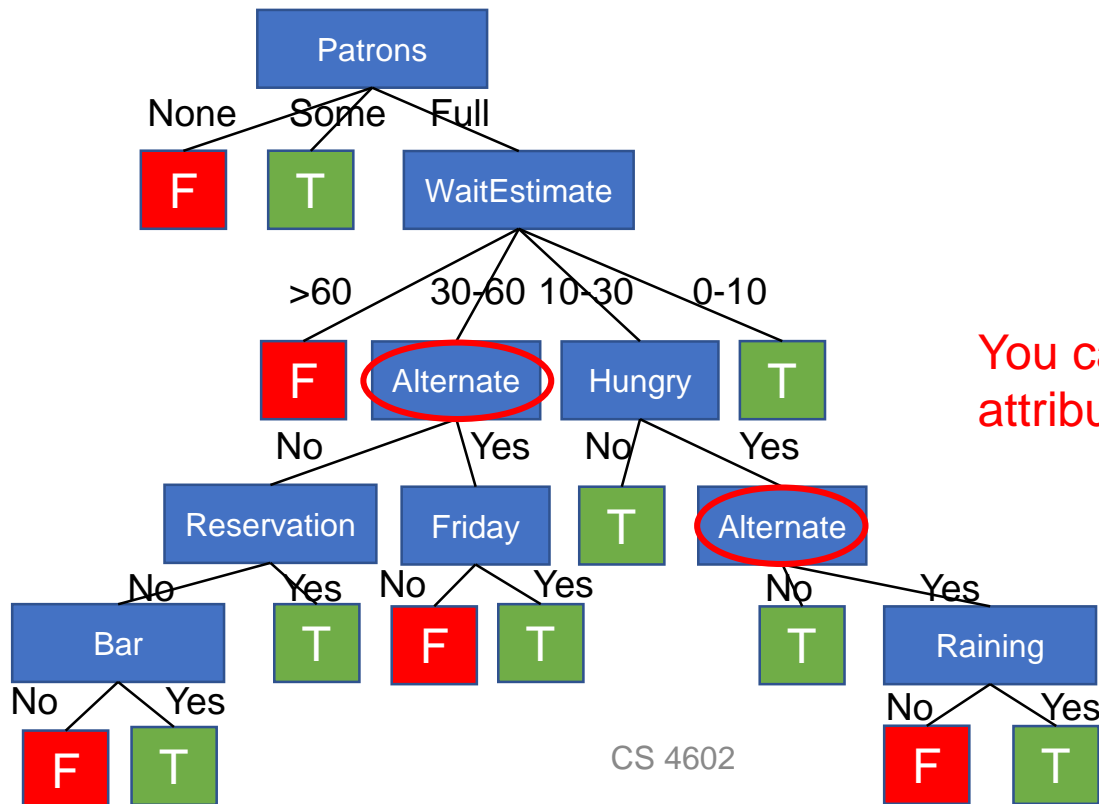 Patrons
None Some Full
F T WaitEstimate
>60 30-60 10-30 0-10
F Alternate Hungry T
You
No Yes No Yes
Reservation Friday T Alternate
No Yes No Yes No Yes
Bar T F T T Raining
No Yes No Yes
F T CS 4602 F T